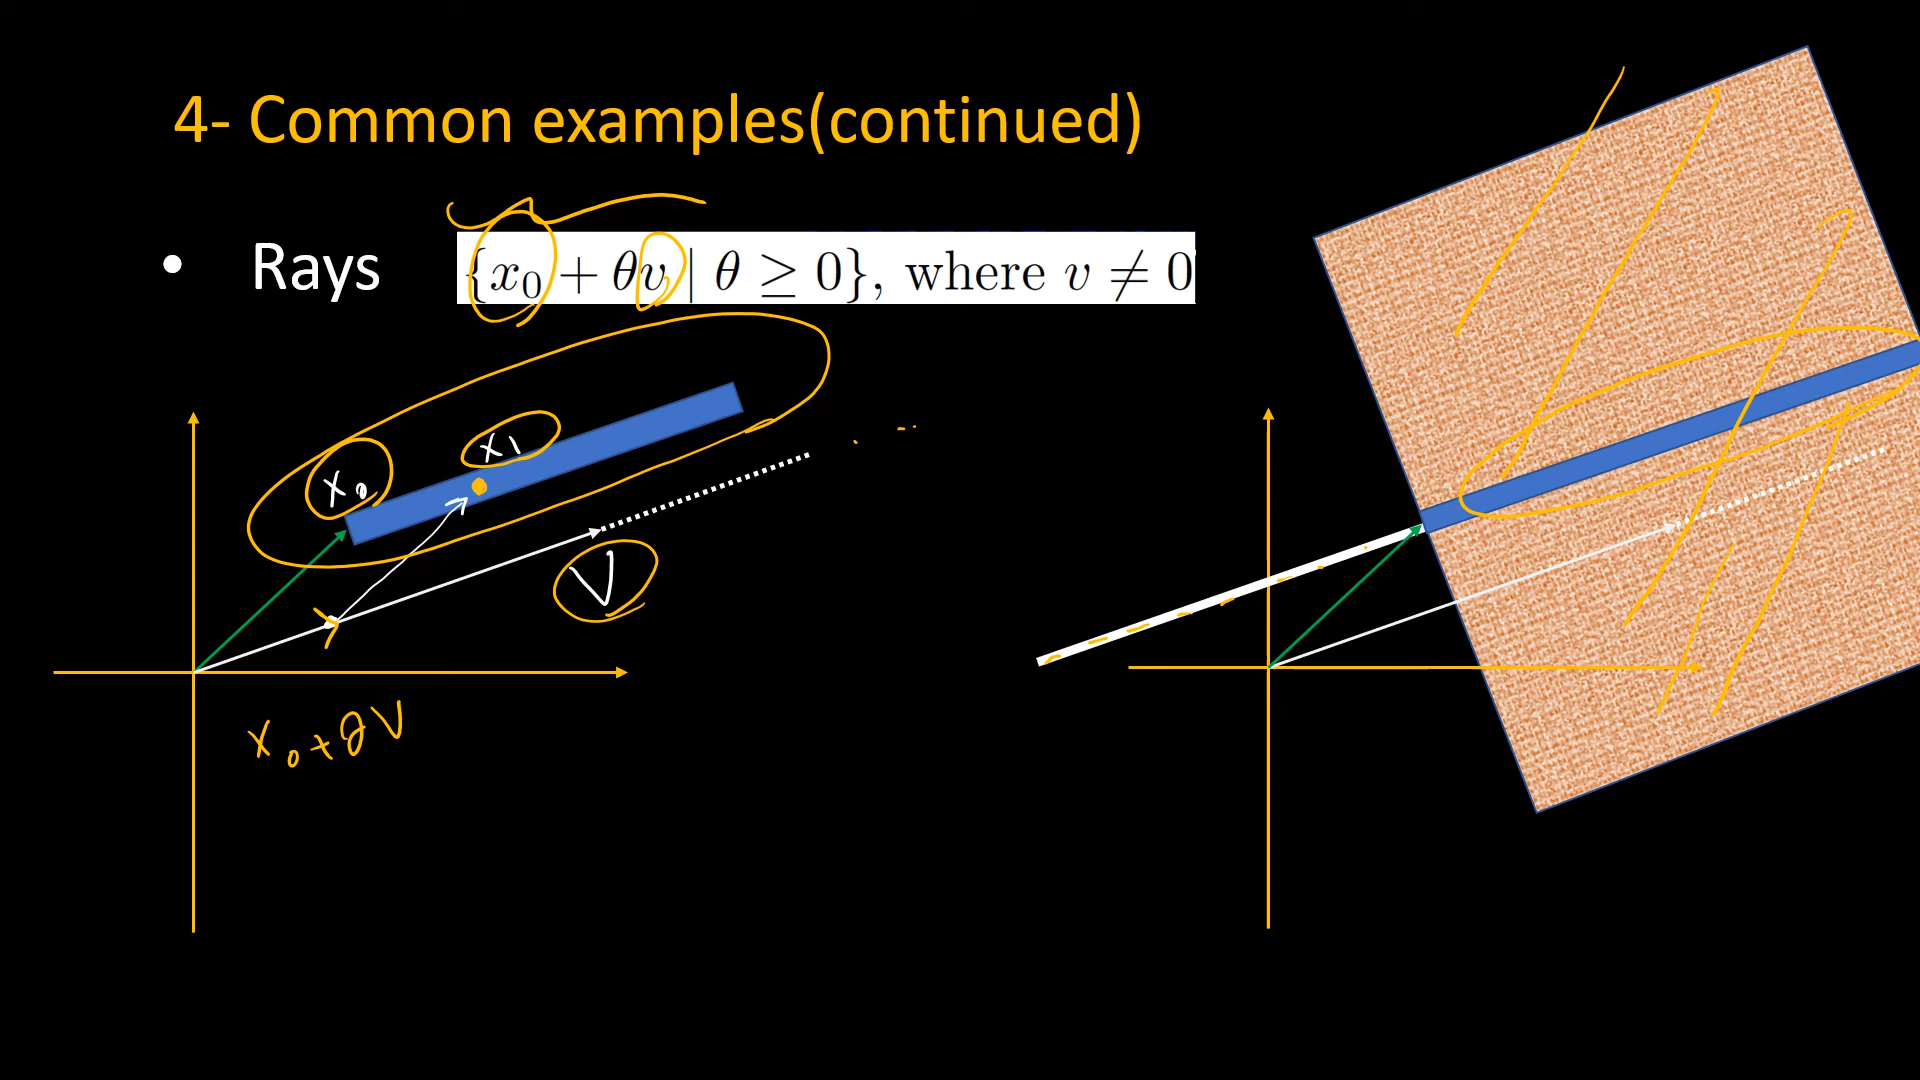 4- Common examples(continued)
• Rays {x₀ + θv | θ ≥ 0}, where v ≠ 0
x₁
x₀
V
x₀+θV